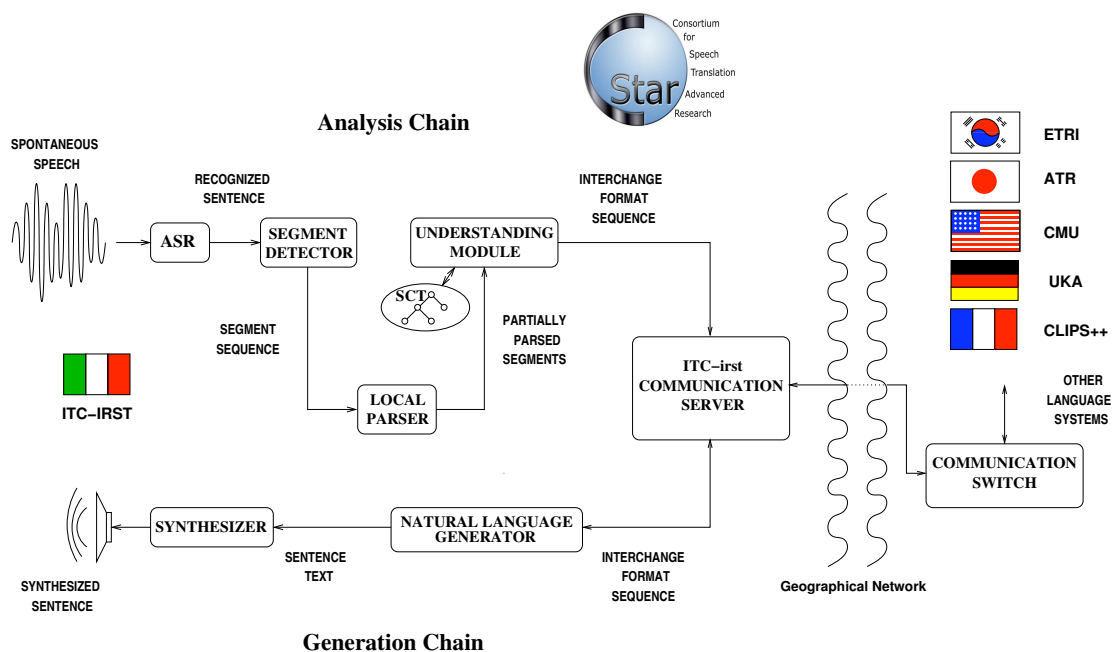 Consortium
for
Speech
Translation
Advanced
Research
Star
Analysis Chain
SPONTANEOUS
SPEECH
RECOGNIZED
SENTENCE
INTERCHANGE
FORMAT
SEQUENCE
ETRI
ATR
CMU
UKA
CLIPS++
ASR
SEGMENT
DETECTOR
UNDERSTANDING
MODULE
SCT
SEGMENT
SEQUENCE
PARTIALLY
PARSED
SEGMENTS
ITC-IRST
LOCAL
PARSER
ITC-irst
COMMUNICATION
SERVER
OTHER
LANGUAGE
SYSTEMS
COMMUNICATION
SWITCH
SYNTHESIZER
NATURAL LANGUAGE
GENERATOR
SENTENCE
TEXT
INTERCHANGE
FORMAT
SEQUENCE
SYNTHESIZED
SENTENCE
Geographical Network
Generation Chain